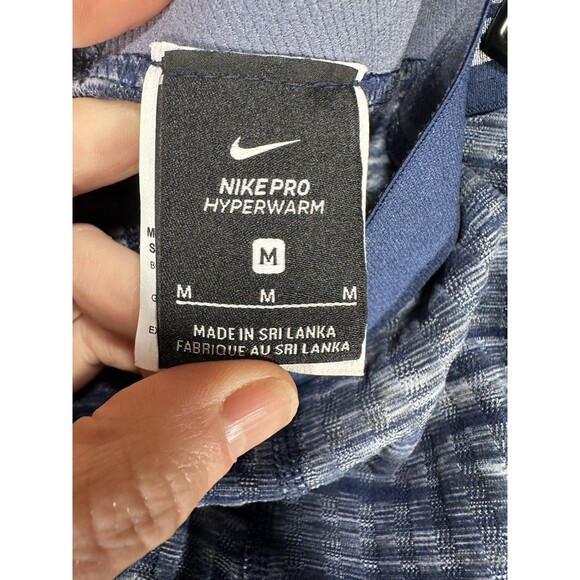 NIKE PRO
HYPERWARM
M
M M M
MADE IN SRI LANKA
FABRIQUE AU SRI LANKA